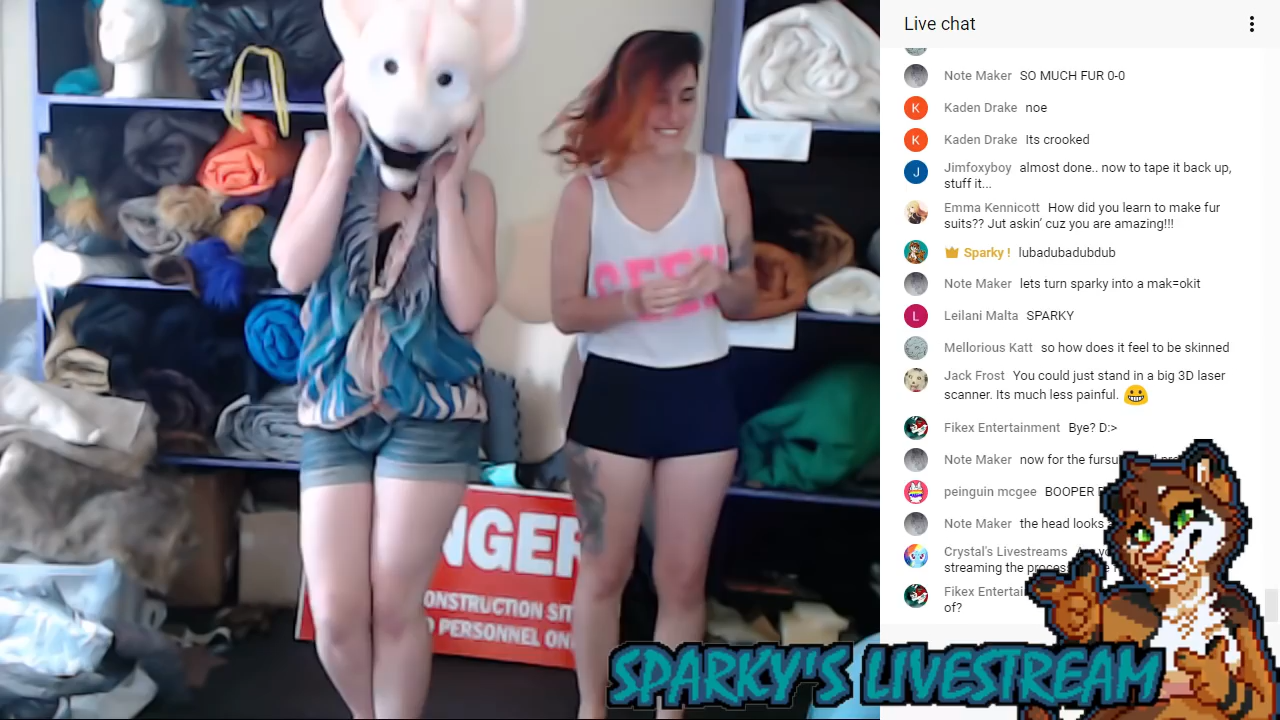 SEEN
NGER
ONSTRUCTION SIT
PERSONNEL ON
Live chat
Note Maker SO MUCH FUR 0-0
Kaden Drake noe
Kaden Drake Its crooked
Jimfoxyboy almost done.. now to tape it back up,
stuff it...
Emma Kennicott How did you learn to make fur
suits?? Jut askin' cuz you are amazing!!!
Sparky ! lubadubadubdub
Note Maker lets turn sparky into a mak=okit
Leilani Malta SPARKY
Mellorious Katt so how does it feel to be skinned
Jack Frost You could just stand in a big 3D laser
scanner. Its much less painful.
Fikex Entertainment Bye? D:>
Note Maker now for the
peinguin mcgee BOOPER
Note Maker the head looks
Crystal's Livestreams
streaming the
Fikex
of?
SPARKY'S LIVESTREAM